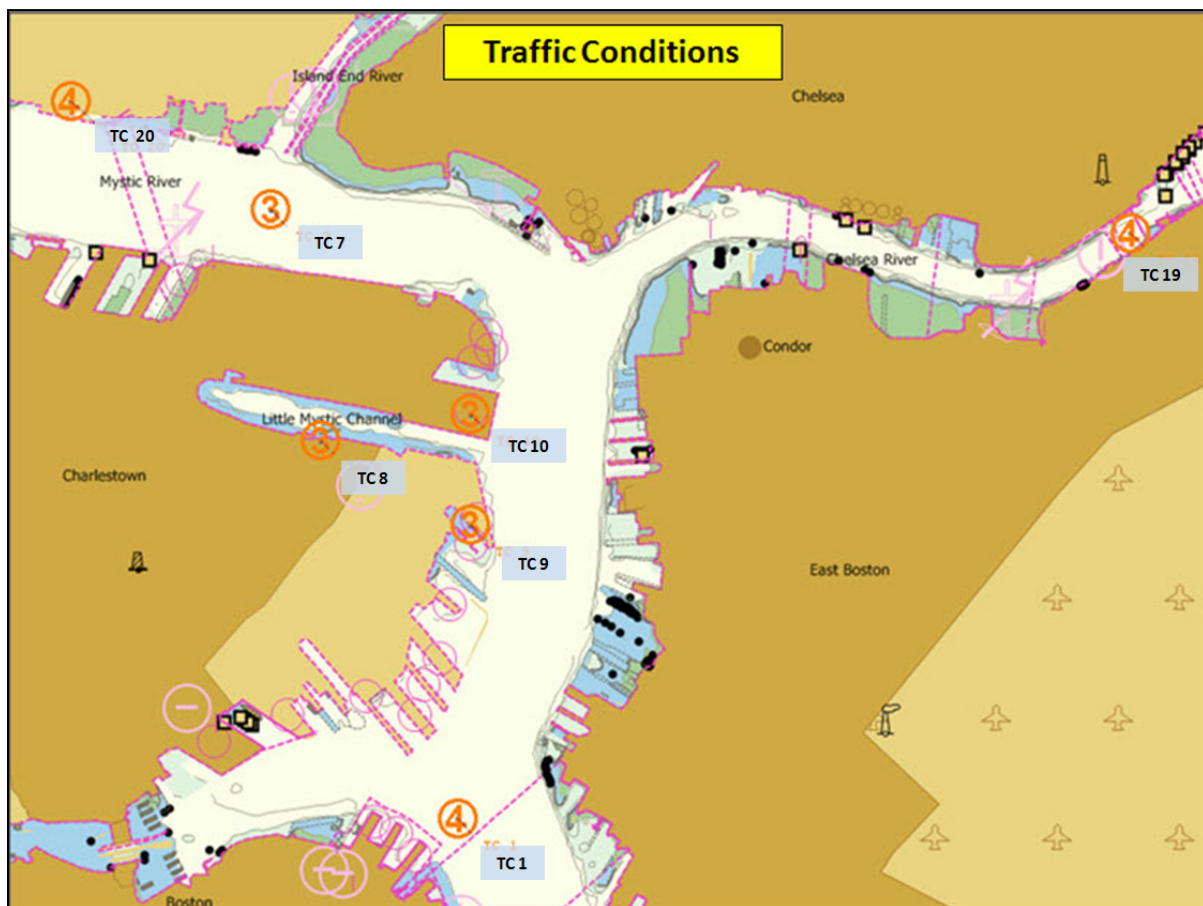 Traffic Conditions
Island End River
Chelsea
4
TC 20
Mystic River
3
TC 7
4
Chelsea River
TC 19
Condor
3
Little Mystic Channel
3
TC 10
Charlestown
TC 8
3
TC 9
East Boston
4
TC 1
Boston